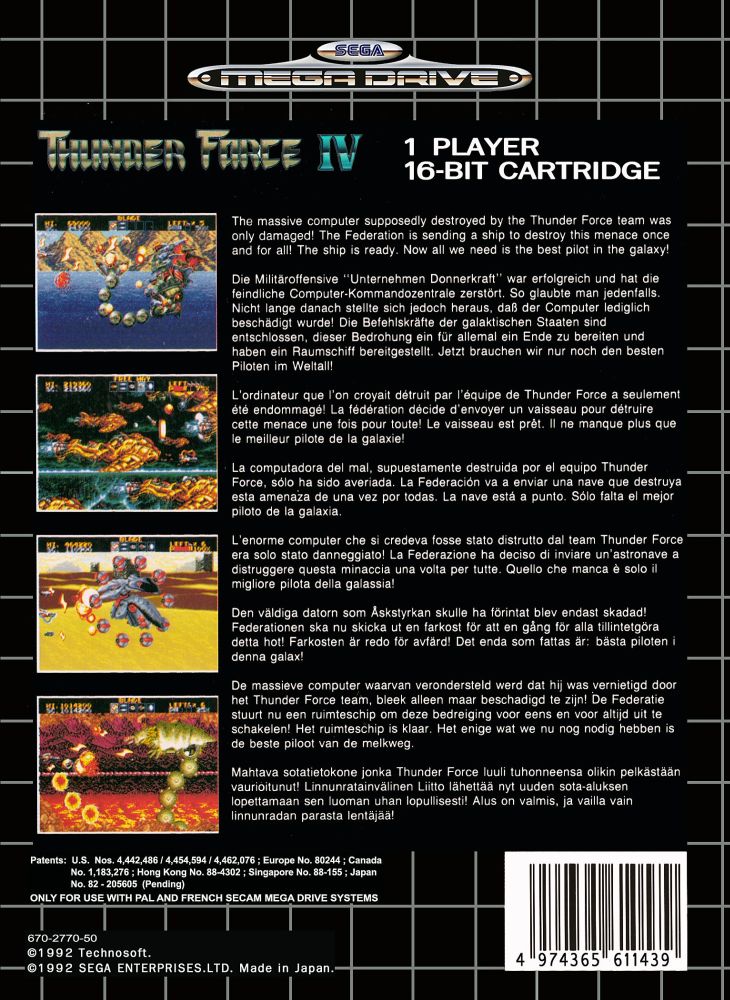 SEGA
MEGA DRIVE
THUNDER FORCE IV
1 PLAYER
16-BIT CARTRIDGE
BLADE
The massive computer supposedly destroyed by the Thunder Force team was
only damaged! The Federation is sending a ship to destroy this menace once
and for all! The ship is ready. Now all we need is the best pilot in the galaxy!
Die Militäroffensive "Unternehmen Donnerkraft" war erfolgreich und hat die
feindliche Computer-Kommandozentrale zerstört. So glaubte man jedenfalls.
Nicht lange danach stellte sich jedoch heraus, daß der Computer lediglich
beschädigt wurde! Die Befehlskräfte der galaktischen Staaten sind
entschlossen, dieser Bedrohung ein für allemal ein Ende zu bereiten und
haben ein Raumschiff bereitgestellt. Jetzt brauchen wir nur noch den besten
Piloten im Weltall!
FREE WAY
L'ordinateur que l'on croyait détruit par l'équipe de Thunder Force a seulement
été endommagé! La fédération décide d'envoyer un vaisseau pour détruire
cette menace une fois pour toute! Le vaisseau est prêt. Il ne manque plus que
le meilleur pilote de la galaxie!
La computadora del mal, supuestamente destruida por el equipo Thunder
Force, sólo ha sido averiada. La Federación va a enviar una nave que destruya
esta amenaza de una vez por todas. La nave está a punto. Sólo falta el mejor
piloto de la galaxia.
BLADE
L'enorme computer che si credeva fosse stato distrutto dal team Thunder Force
era solo stato danneggiato! La Federazione ha deciso di inviare un'astronave a
distruggere questa minaccia una volta per tutte. Quello che manca è solo il
migliore pilota della galassia!
Den väldiga datorn som Åskstyrkan skulle ha förintat blev endast skadad!
Federationen ska nu skicka ut en farkost för att en gång för alla tillintetgöra
detta hot! Farkosten är redo för avfärd! Det enda som fattas är: bästa piloten i
denna galax!
BLADE
De massieve computer waarvan verondersteld werd dat hij was vernietigd door
het Thunder Force team, bleek alleen maar beschadigd te zijn! De Federatie
stuurt nu een ruimteschip om deze bedreiging voor eens en voor altijd uit te
schakelen! Het ruimteschip is klaar. Het enige wat we nu nog nodig hebben is
de beste piloot van de melkweg.
Mahtava sotatietokone jonka Thunder Force luuli tuhonneensa olikin pelkästään
vaurioitunut! Linnunratainvälinen Liitto lähettää nyt uuden sota-aluksen
lopettamaan sen luoman uhan lopullisesti! Alus on valmis, ja vailla vain
linnunradan parasta lentäjää!
Patents: U.S. Nos. 4,442,486 / 4,454,594 / 4,462,076 ; Europe No. 80244 ; Canada
No. 1,183,276 ; Hong Kong No. 88-4302 ; Singapore No. 88-155 ; Japan
No. 82 - 205605 (Pending)
ONLY FOR USE WITH PAL AND FRENCH SECAM MEGA DRIVE SYSTEMS
670-2770-50
©1992 Technosoft.
©1992 SEGA ENTERPRISES.LTD. Made in Japan.
4 974365 611439